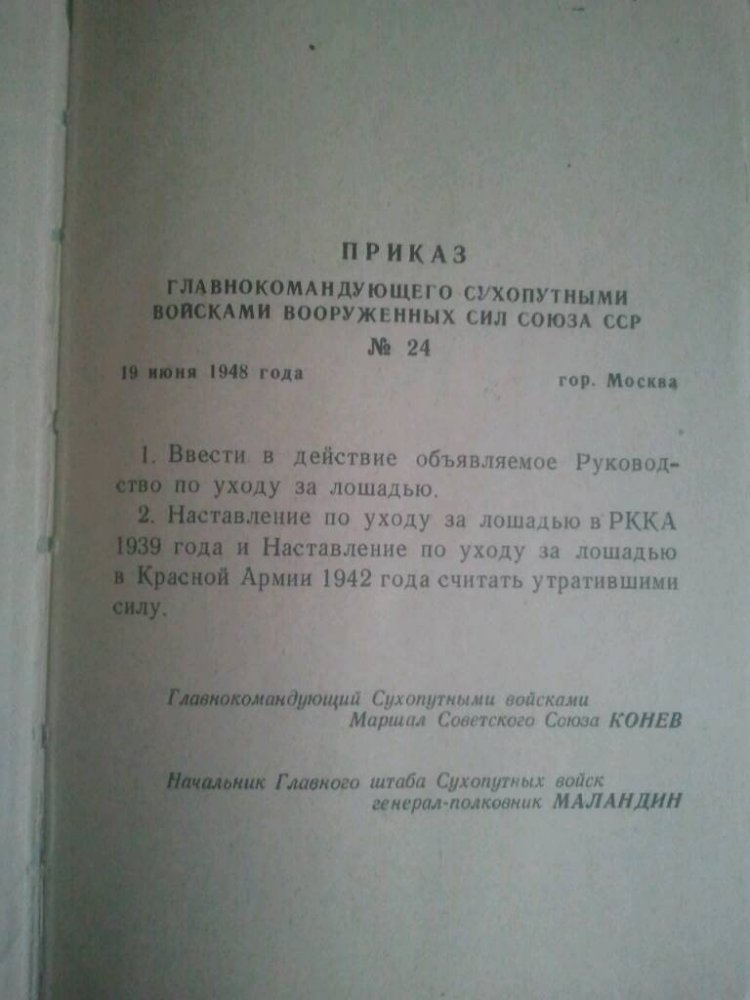 ПРИКАЗ
ГЛАВНОКОМАНДУЮЩЕГО СУХОПУТНЫМИ
ВОЙСКАМИ ВООРУЖЕННЫХ СИЛ СОЮЗА ССР
№ 24
19 июня 1948 года гор. Москва
1. Ввести в действие объявляемое Руковод-
ство по уходу за лошадью.
2. Наставление по уходу за лошадью в РККА
1939 года и Наставление по уходу за лошадью
в Красной Армии 1942 года считать утратившими
силу.
Главнокомандующий Сухопутными войсками
Маршал Советского Союза КОНЕВ
Начальник Главного штаба Сухопутных войск
генерал-полковник МАЛАНДИН